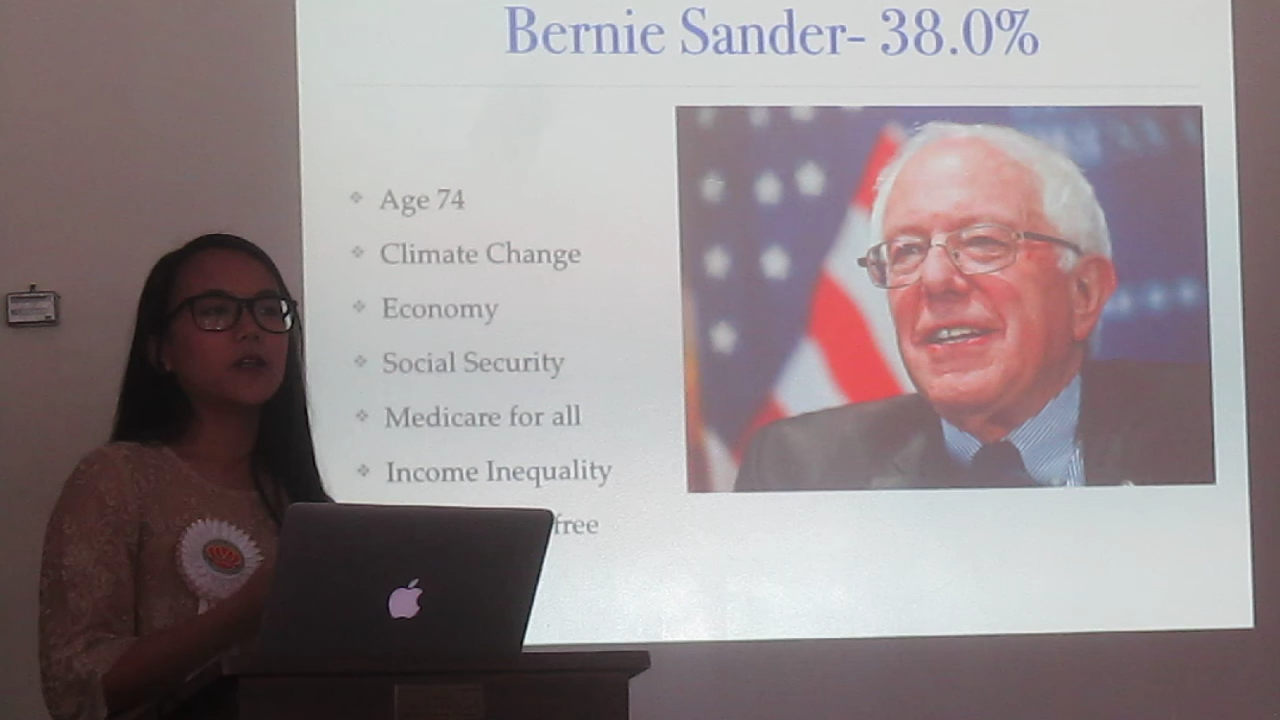 Bernie Sander- 38.0%
Age 74
Climate Change
Economy
Social Security
Medicare for all
Income Inequality
free